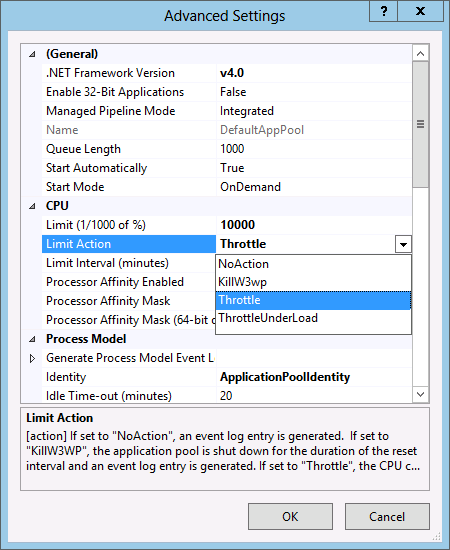 Advanced Settings
?
(General)
.NET Framework Version v4.0
Enable 32-Bit Applications False
Managed Pipeline Mode Integrated
Name DefaultAppPool
Queue Length 1000
Start Automatically True
Start Mode OnDemand
CPU
Limit (1/1000 of %) 10000
Limit Action Throttle
Limit Interval (minutes)
NoAction
Processor Affinity Enabled
KillW3wp
Processor Affinity Mask
Throttle
Processor Affinity Mask (64-bit o
ThrottleUnderLoad
Process Model
Generate Process Model Event L
Identity ApplicationPoolIdentity
Idle Time-out (minutes) 20
Limit Action
[action] If set to "NoAction", an event log entry is generated.  If set to
"KillW3WP", the application pool is shut down for the duration of the reset
interval and an event log entry is generated. If set to "Throttle", the CPU c...
OK Cancel